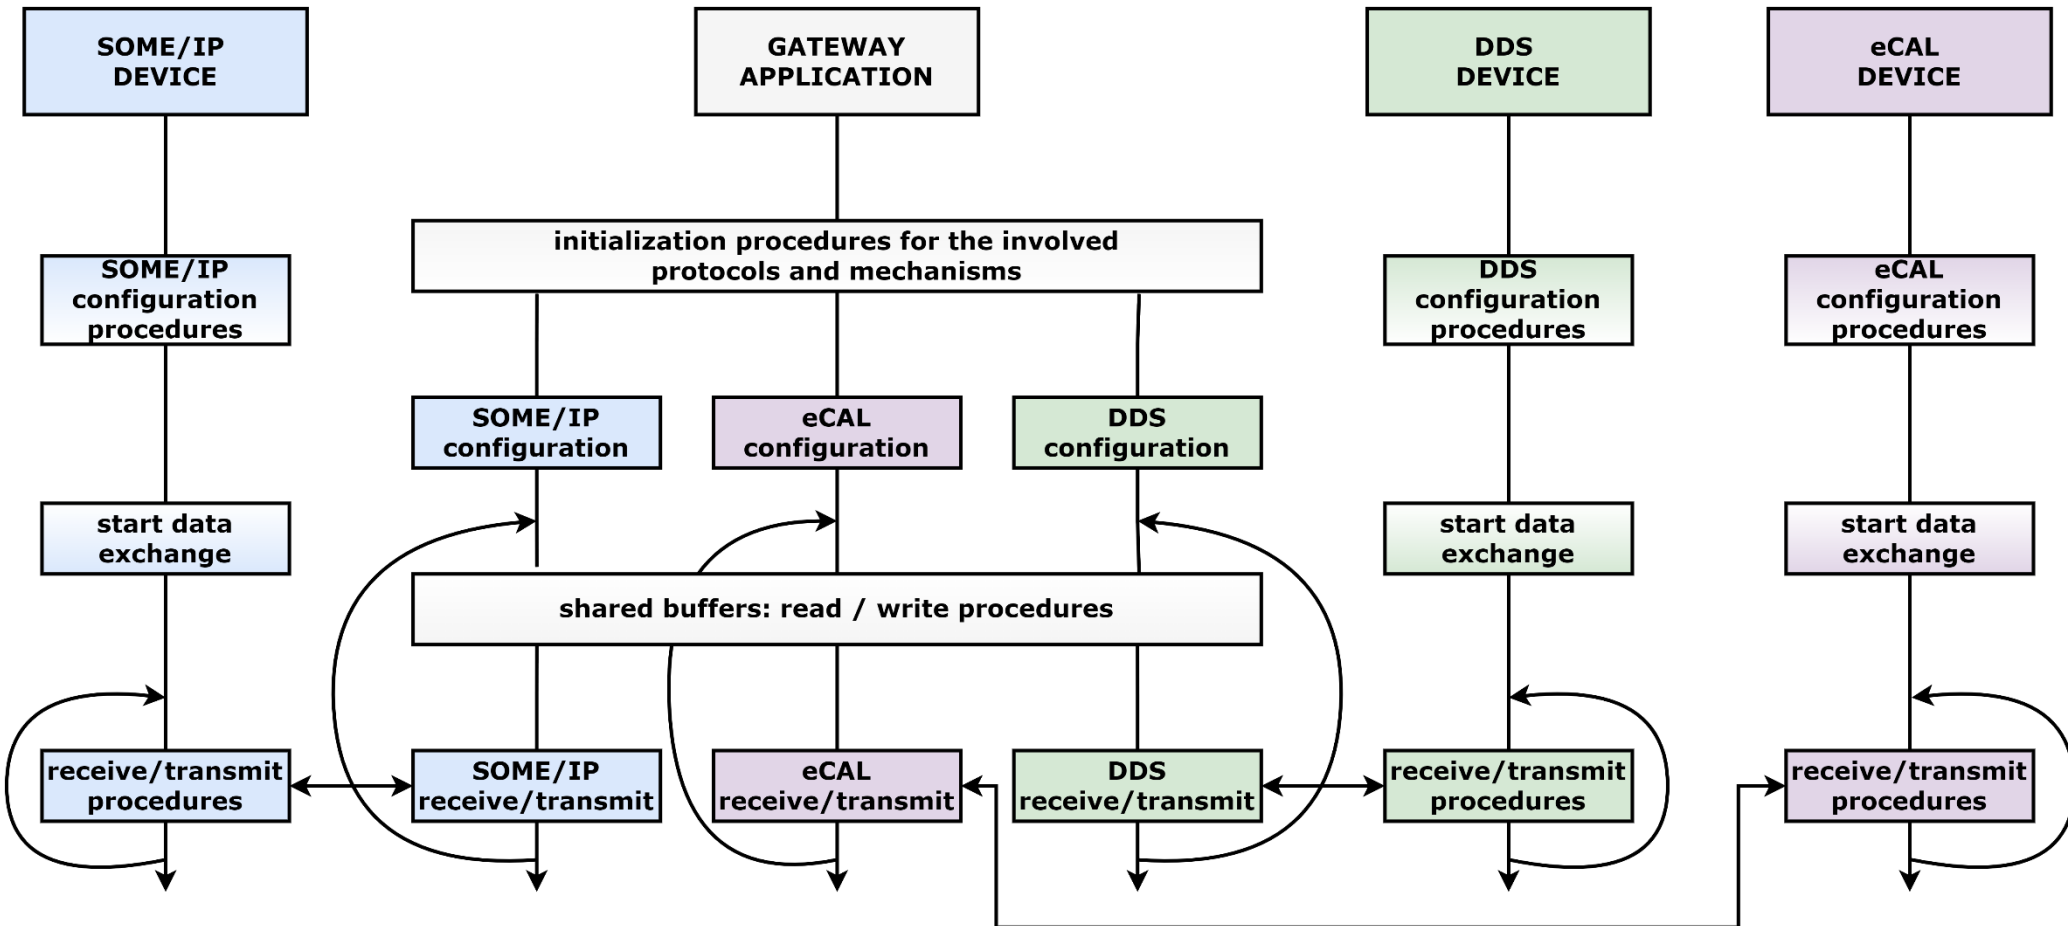 SOME/IP
DEVICE
GATEWAY
APPLICATION
DDS
DEVICE
eCAL
DEVICE
initialization procedures for the involved
protocols and mechanisms
SOME/IP
configuration
procedures
DDS
configuration
procedures
eCAL
configuration
procedures
SOME/IP
configuration
eCAL
configuration
DDS
configuration
start data
exchange
start data
exchange
start data
exchange
shared buffers: read / write procedures
receive/transmit
procedures
SOME/IP
receive/transmit
eCAL
receive/transmit
DDS
receive/transmit
receive/transmit
procedures
receive/transmit
procedures